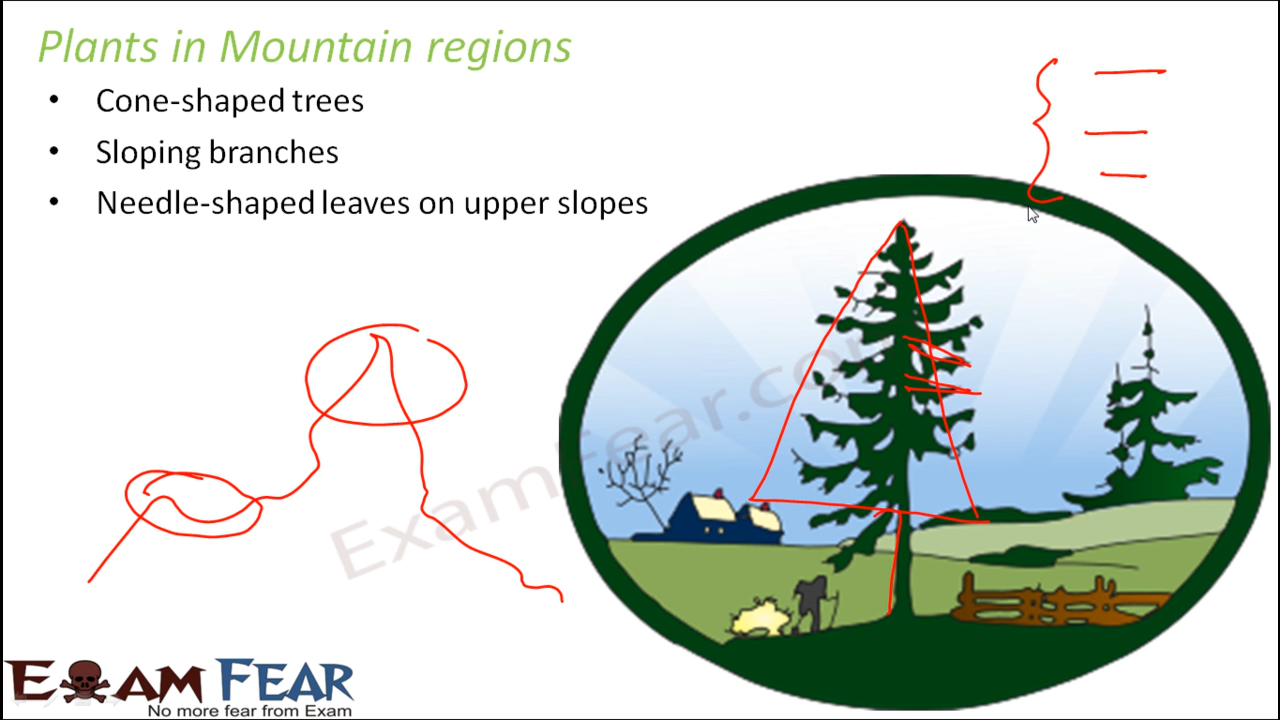 Plants in Mountain regions
• Cone-shaped trees
• Sloping branches
• Needle-shaped leaves on upper slopes
ExamFear.com
EXAM FEAR
No more fear from Exam